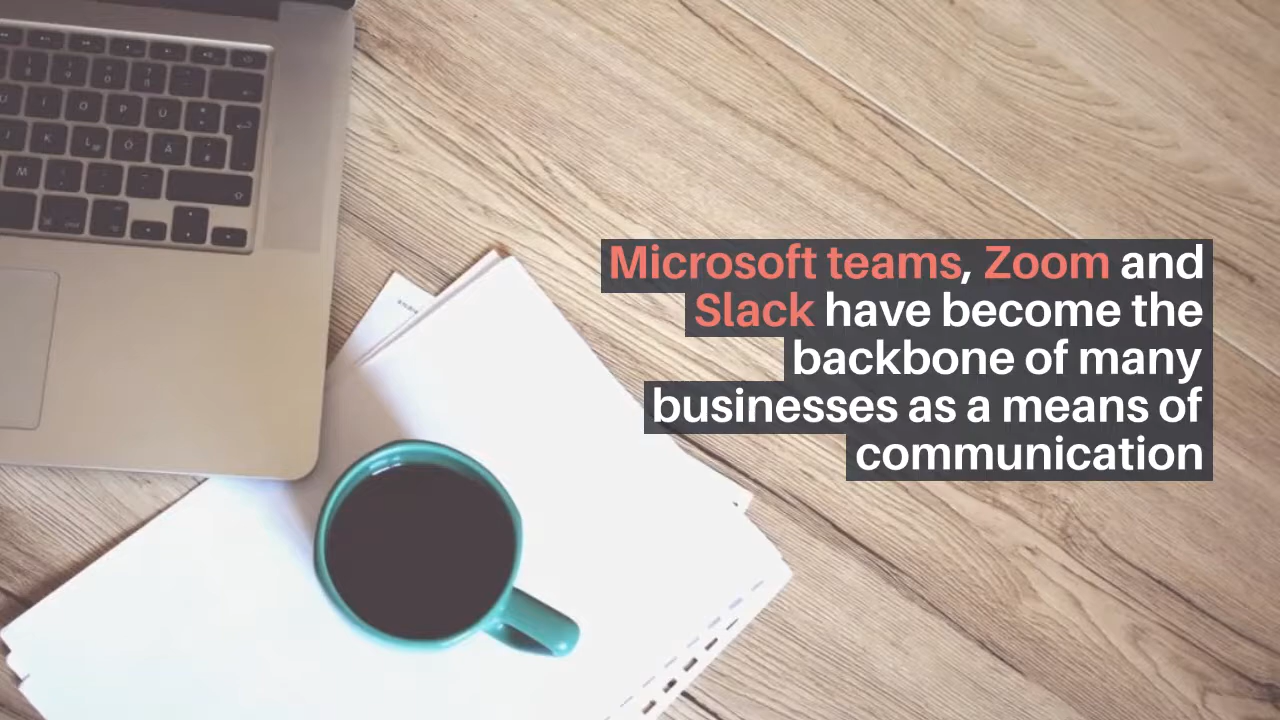 Microsoft teams, Zoom and
Slack have become the
backbone of many
businesses as a means of
communication
O P Ü
K L Ö Ä
M